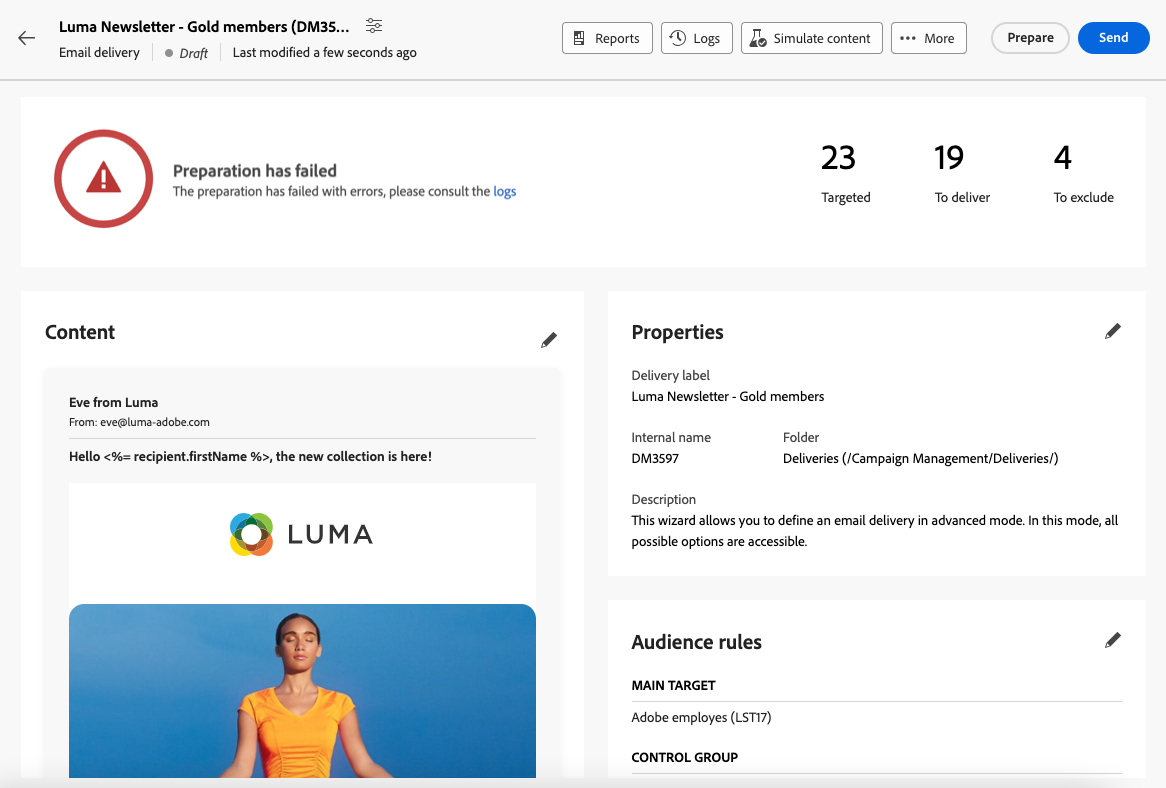 Luma Newsletter - Gold members (DM35...
Email delivery
Draft
Last modified a few seconds ago
Reports
Logs
Simulate content
More
Prepare
Send
Preparation has failed
The preparation has failed with errors, please consult the logs
23
Targeted
19
To deliver
4
To exclude
Content
Eve from Luma
From: eve@luma-adobe.com
Hello <%= recipient.firstName %>, the new collection is here!
LUMA
Properties
Delivery label
Luma Newsletter - Gold members
Internal name
DM3597
Folder
Deliveries (/Campaign Management/Deliveries/)
Description
This wizard allows you to define an email delivery in advanced mode. In this mode, all
possible options are accessible.
Audience rules
MAIN TARGET
Adobe employes (LST17)
CONTROL GROUP